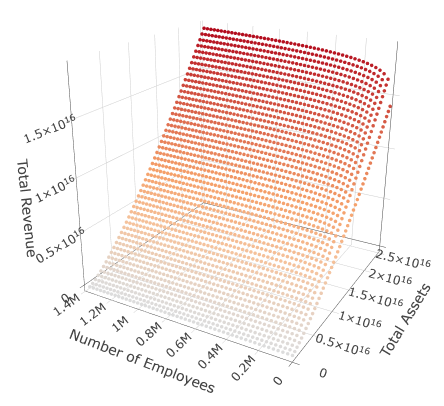 1.5×10¹⁶
1×10¹⁶
0.5×10¹⁶
0
Total Revenue
1.4M
1.2M
1M
0.8M
0.6M
0.4M
0.2M
0
Number of Employees
2.5×10¹⁶
2×10¹⁶
1.5×10¹⁶
1×10¹⁶
0.5×10¹⁶
0
Total Assets